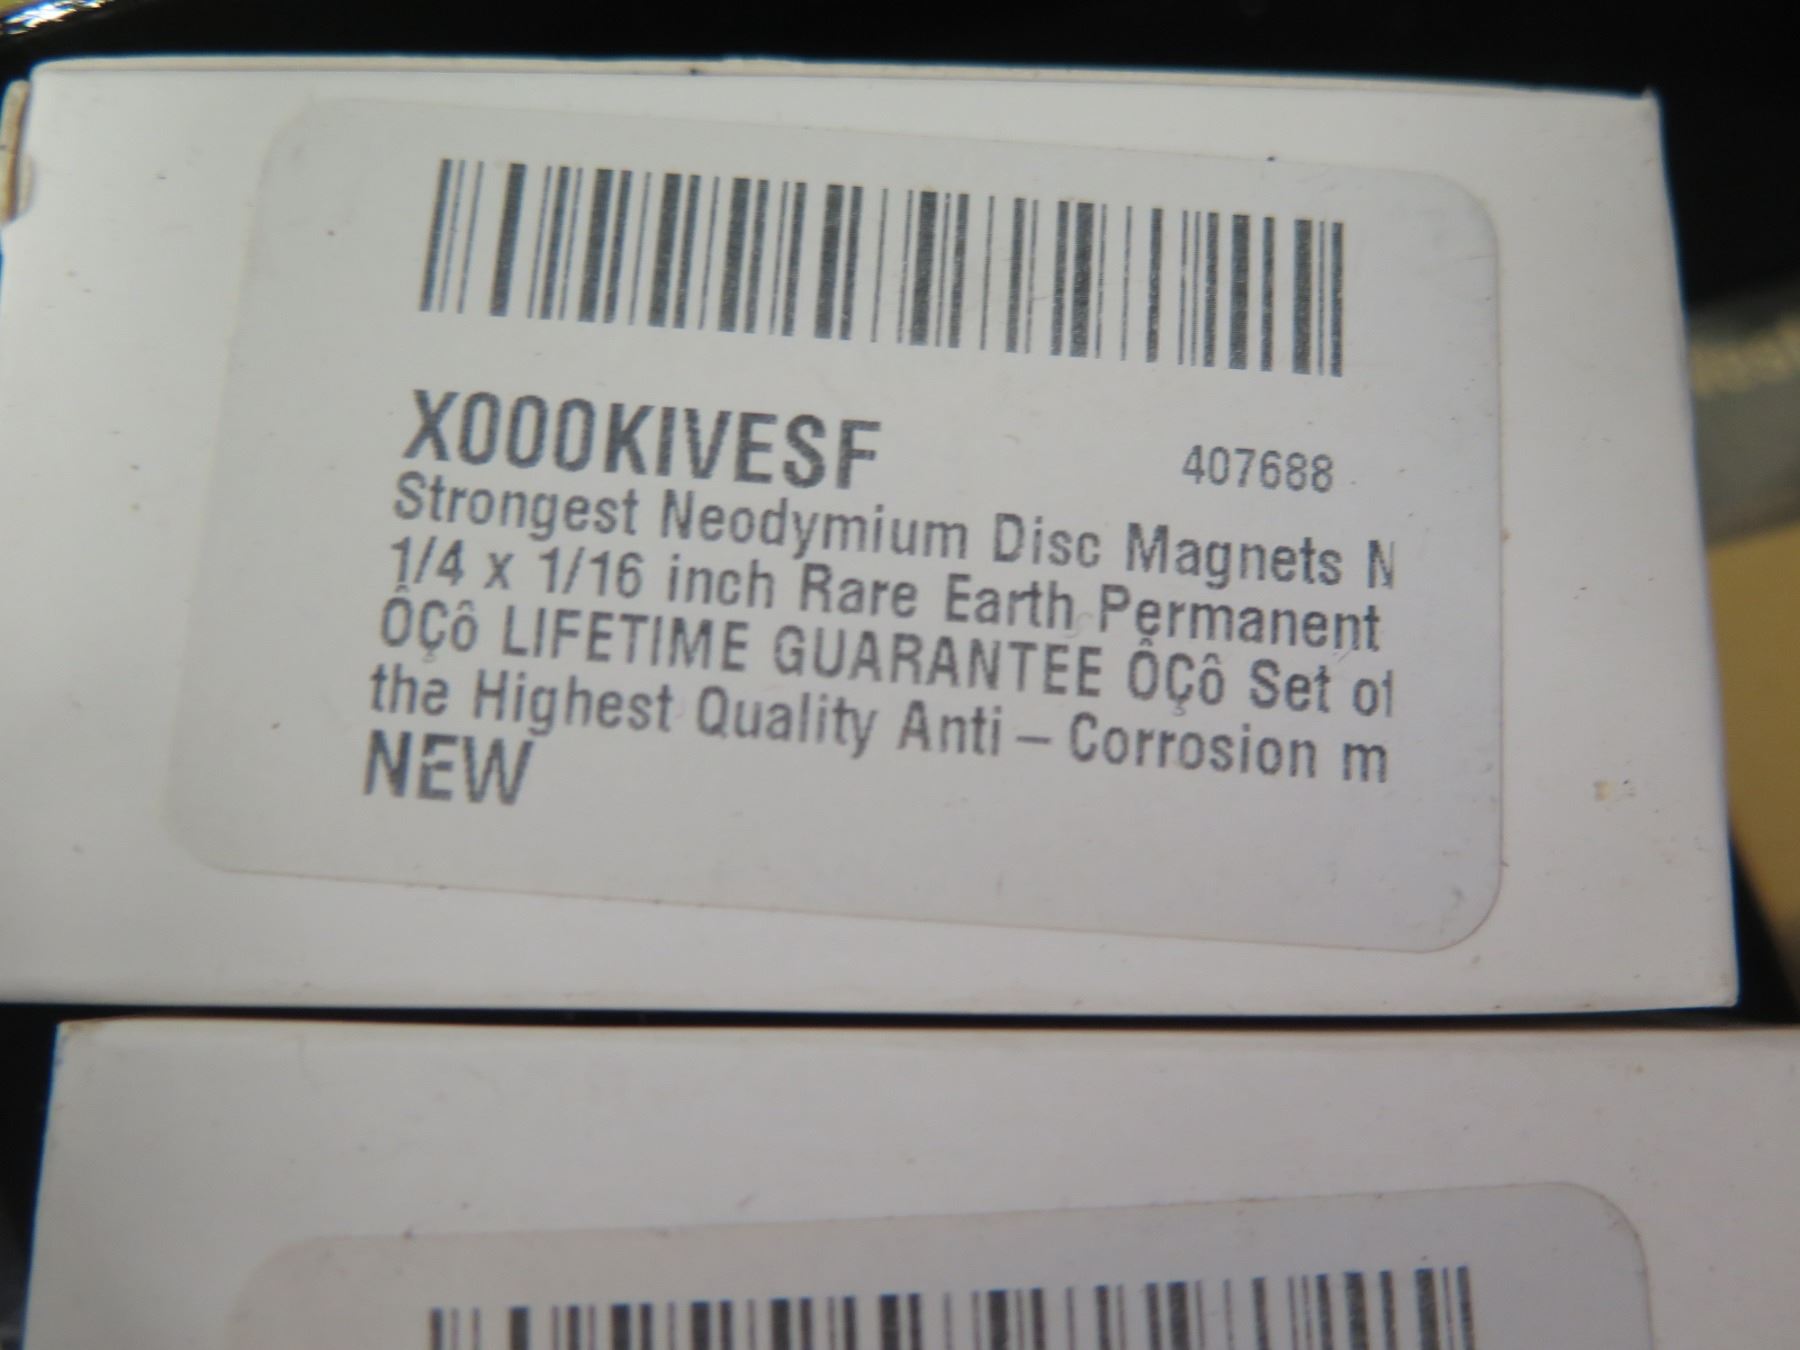 X000KIVESF 407688
Strongest Neodymium Disc Magnets N
1/4 x 1/16 inch Rare Earth Permanent
ÔÇô LIFETIME GUARANTEE ÔÇô Set of
the Highest Quality Anti – Corrosion m
NEW